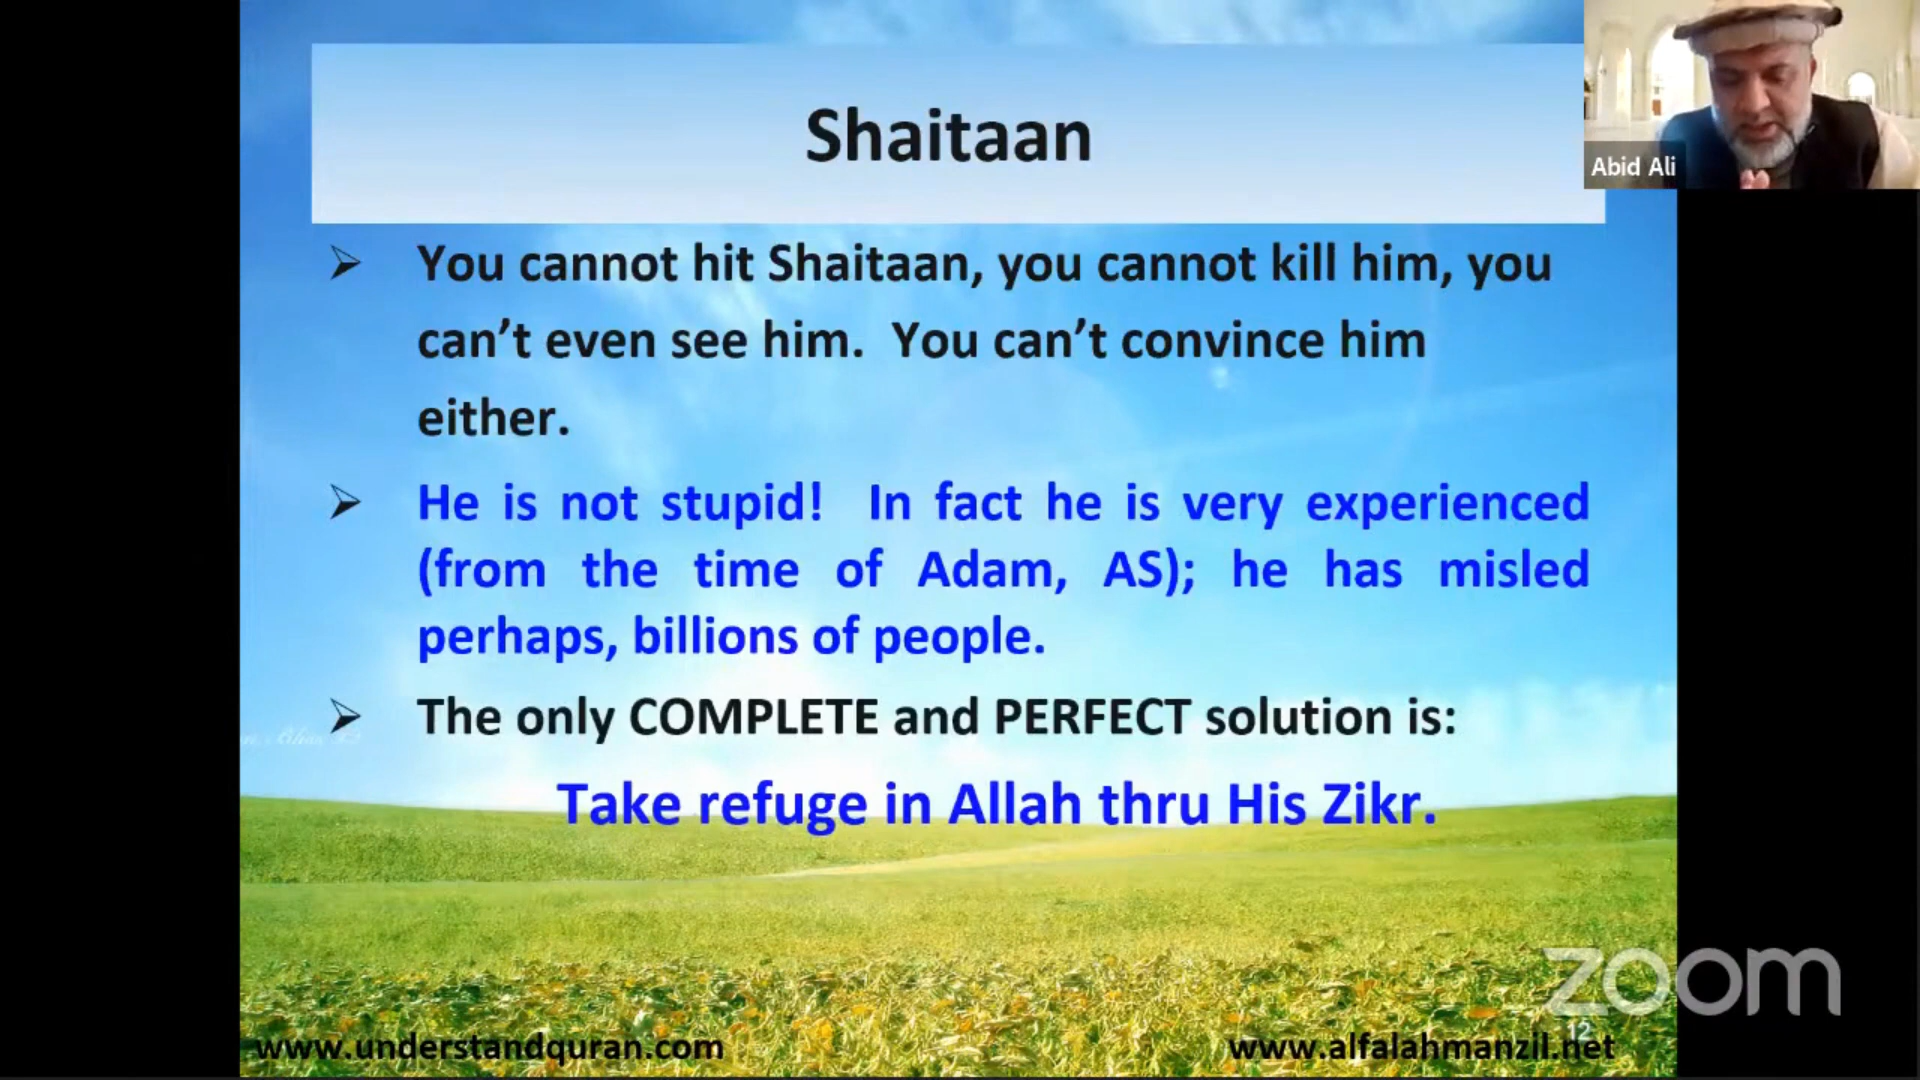 Shaitaan
Abid Ali
➢ You cannot hit Shaitaan, you cannot kill him, you
can't even see him.  You can't convince him
either.
➢ He is not stupid!  In fact he is very experienced
(from the time of Adam, AS); he has misled
perhaps, billions of people.
➢ The only COMPLETE and PERFECT solution is:
Take refuge in Allah thru His Zikr.
zoom
12
www.understandquran.com
www.alfalahmanzil.net